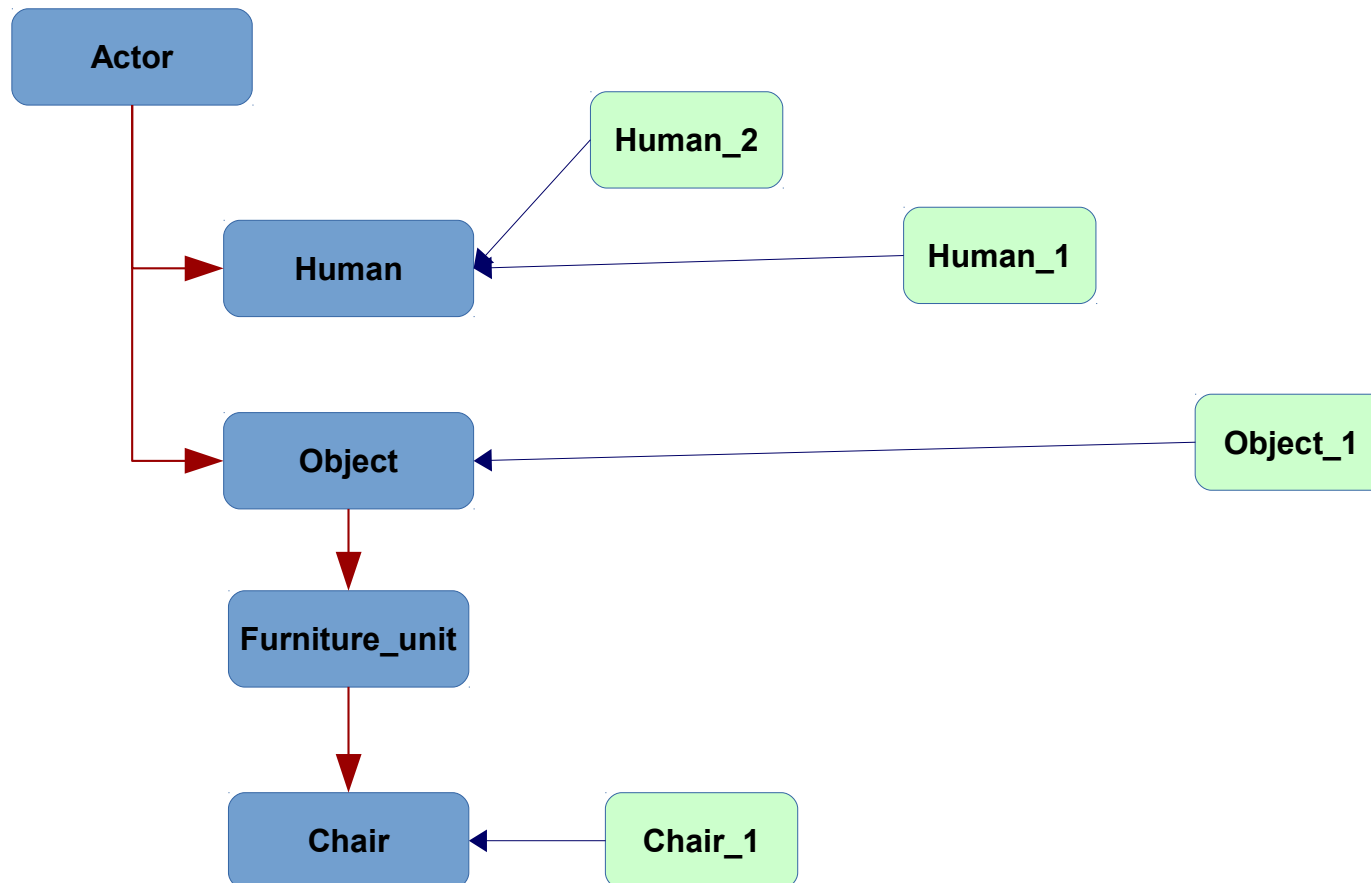 Actor
Human_2
Human
Human_1
Object
Object_1
Furniture_unit
Chair
Chair_1